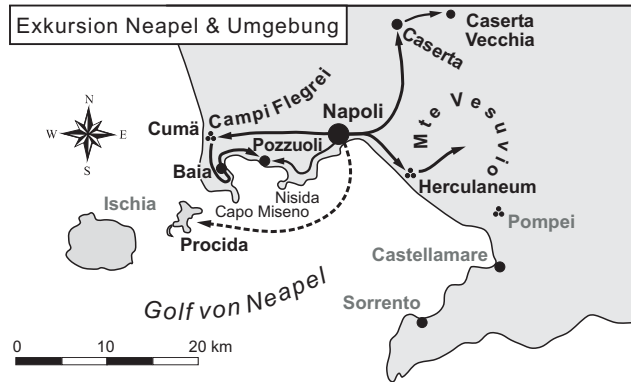 Exkursion Neapel & Umgebung
Caserta
Vecchia
Caserta
N
W
E
S
Campi Flegrei
Napoli
Mte Vesuvio
Cumä
Pozzuoli
Baia
Herculaneum
Nisida
Capo Miseno
Ischia
Pompei
Procida
Castellamare
Golf von Neapel
Sorrento
0 10 20 km